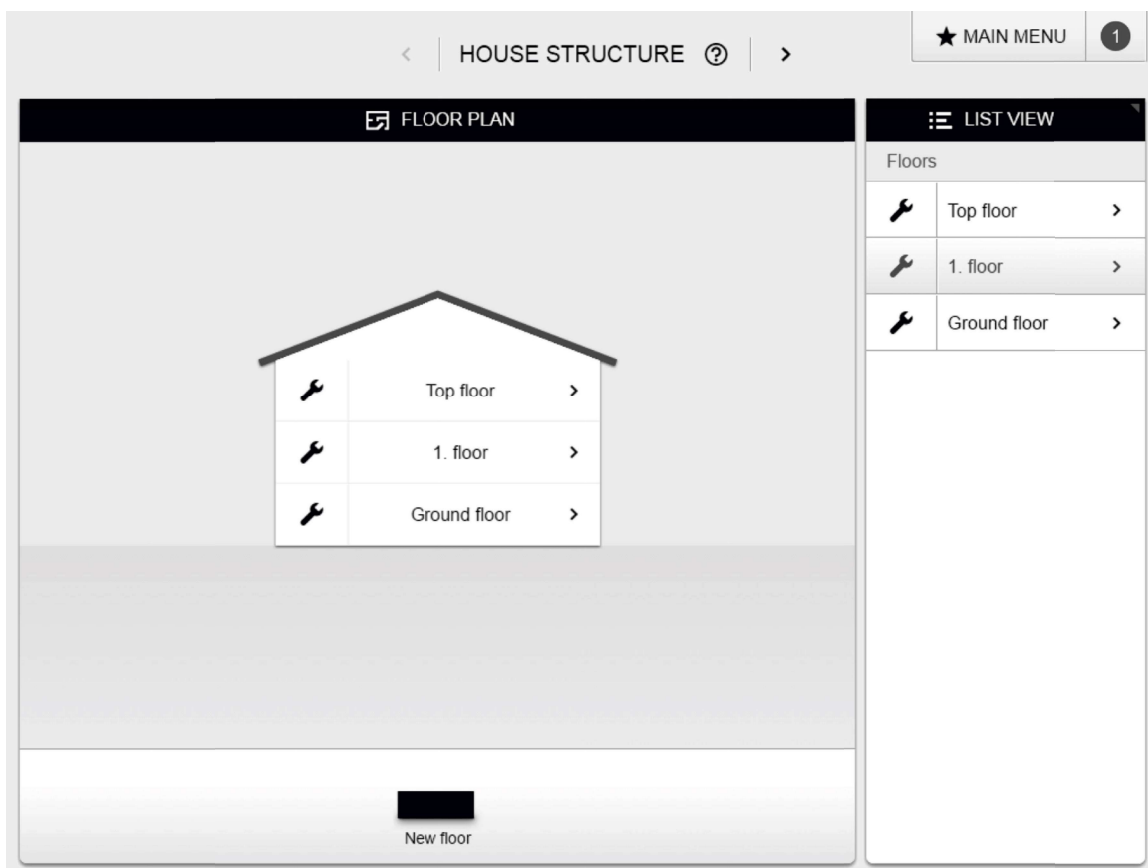 HOUSE STRUCTURE
MAIN MENU
1
FLOOR PLAN
Top floor
1. floor
Ground floor
New floor
LIST VIEW
Floors
Top floor
1. floor
Ground floor